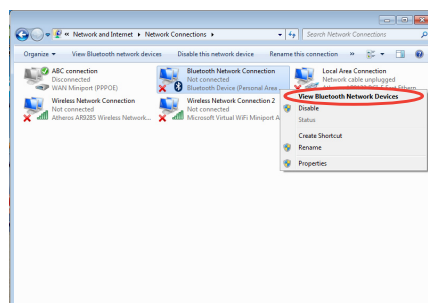 « Network and Internet ▸ Network Connections ▸
Search Network Connections
Organize ▾ View Bluetooth network devices Disable this network device Rename this connection »
ABC connection
Disconnected
WAN Miniport (PPPOE)
Bluetooth Network Connection
Not connected
Bluetooth Device (Personal Area ...
Local Area Connection
Network cable unplugged
Wireless Network Connection
Not connected
Atheros AR9285 Wireless Network...
Wireless Network Connection 2
Not connected
Microsoft Virtual WiFi Miniport A
View Bluetooth Network Devices
Disable
Status
Create Shortcut
Rename
Properties